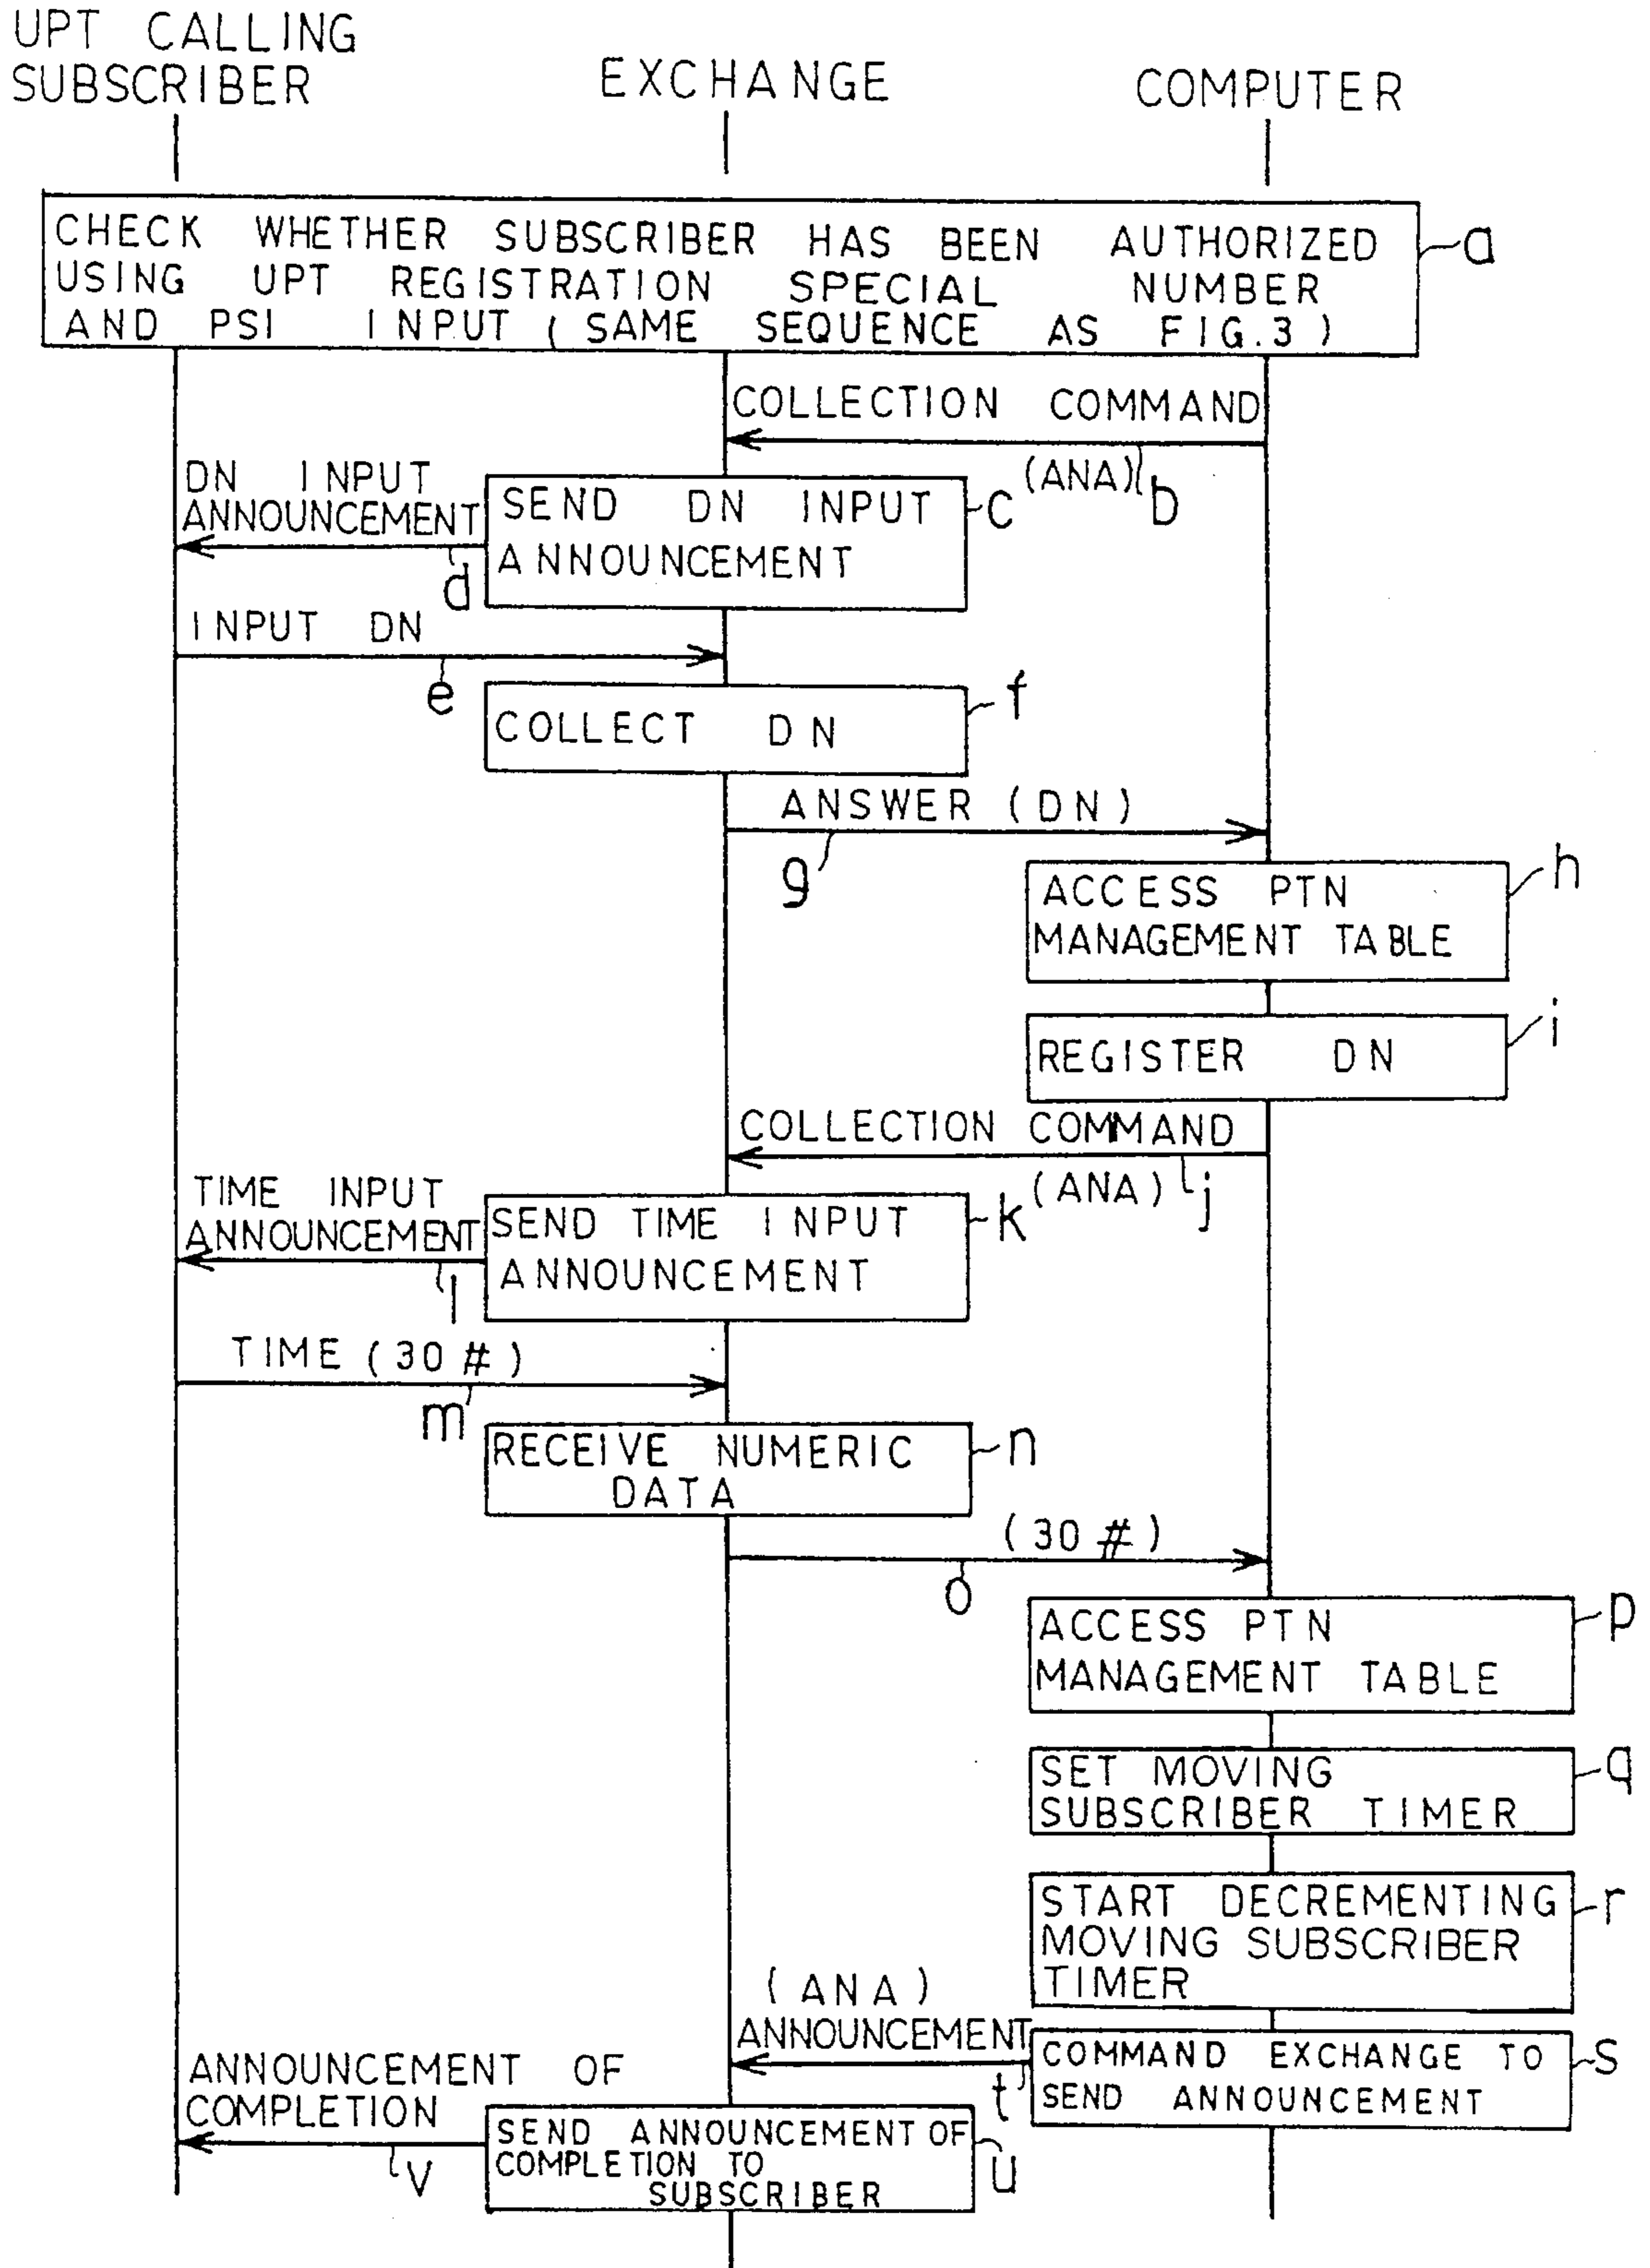 UPT CALLING
SUBSCRIBER
EXCHANGE
COMPUTER
CHECK WHETHER SUBSCRIBER HAS BEEN AUTHORIZED
USING UPT REGISTRATION SPECIAL NUMBER
AND PSI INPUT (SAME SEQUENCE AS FIG.3)
a
COLLECTION COMMAND
(ANA)
b
DN INPUT
ANNOUNCEMENT
d
SEND DN INPUT
ANNOUNCEMENT
c
INPUT DN
e
COLLECT DN
f
ANSWER (DN)
g
ACCESS PTN
MANAGEMENT TABLE
h
REGISTER DN
i
COLLECTION COMMAND
(ANA)
j
TIME INPUT
ANNOUNCEMENT
l
SEND TIME INPUT
ANNOUNCEMENT
k
TIME (30 #)
m
RECEIVE NUMERIC
DATA
n
(30 #)
o
ACCESS PTN
MANAGEMENT TABLE
p
SET MOVING
SUBSCRIBER TIMER
q
START DECREMENTING
MOVING SUBSCRIBER
TIMER
r
(ANA)
ANNOUNCEMENT
t
COMMAND EXCHANGE TO
SEND ANNOUNCEMENT
s
ANNOUNCEMENT OF
COMPLETION
v
SEND ANNOUNCEMENT OF
COMPLETION TO
SUBSCRIBER
u